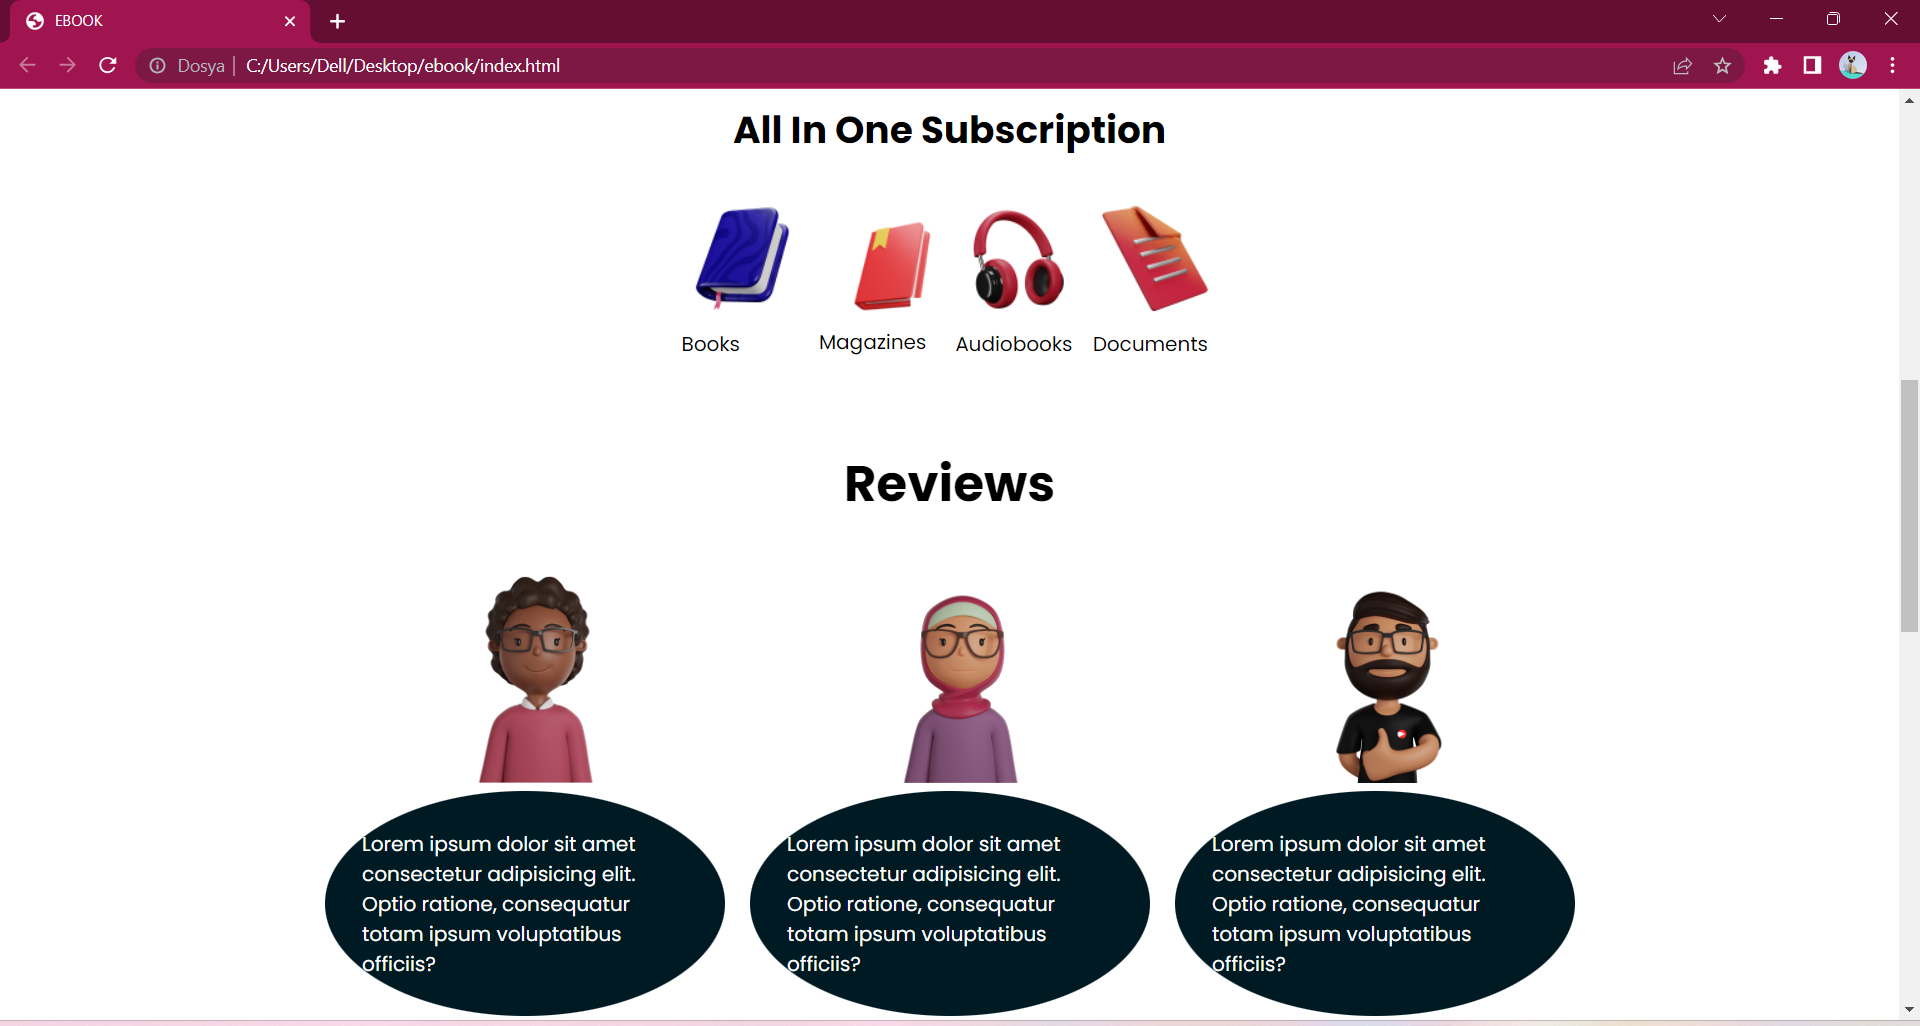 EBOOK
Dosya | C:/Users/Dell/Desktop/ebook/index.html
All In One Subscription
Books Magazines Audiobooks Documents
Reviews
Lorem ipsum dolor sit amet
consectetur adipisicing elit.
Optio ratione, consequatur
totam ipsum voluptatibus
officiis?
Lorem ipsum dolor sit amet
consectetur adipisicing elit.
Optio ratione, consequatur
totam ipsum voluptatibus
officiis?
Lorem ipsum dolor sit amet
consectetur adipisicing elit.
Optio ratione, consequatur
totam ipsum voluptatibus
officiis?